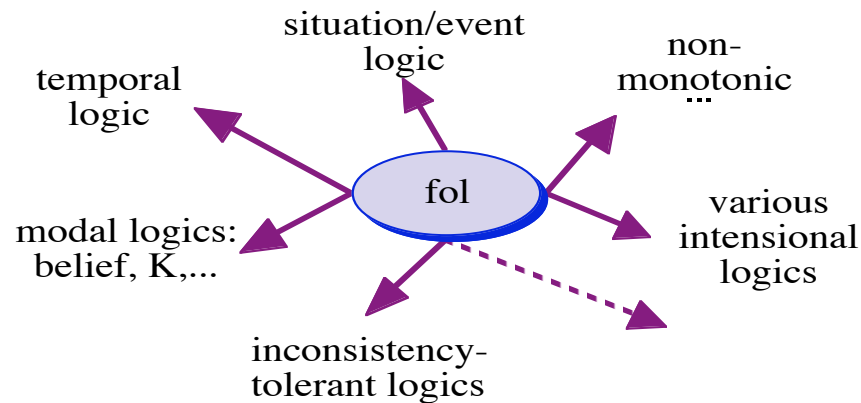 situation/event
logic
non-
monotonic
...
temporal
logic
fol
various
intensional
logics
modal logics:
belief, K,...
inconsistency-
tolerant logics